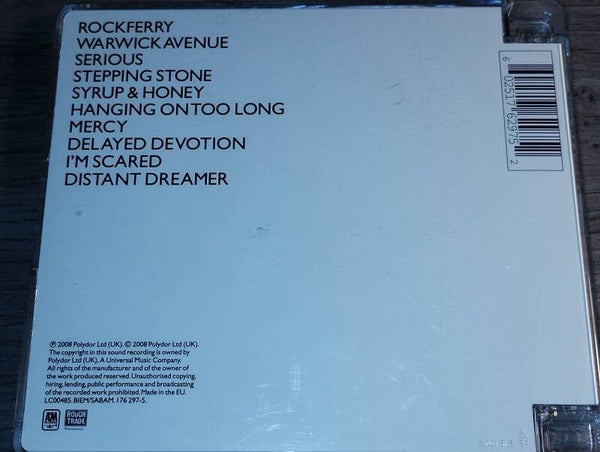 ROCKFERRY
WARWICK AVENUE
SERIOUS
STEPPING STONE
SYRUP & HONEY
HANGING ON TOO LONG
MERCY
DELAYED DEVOTION
I'M SCARED
DISTANT DREAMER
6 02517 62975 2
℗ 2008 Polydor Ltd (UK). © 2008 Polydor Ltd (UK).
The copyright in this sound recording is owned by
Polydor Ltd (UK). A Universal Music Company.
All rights of the manufacturer and of the owner of
the work produced reserved. Unauthorised copying,
hiring, lending, public performance and broadcasting
of the recorded work prohibited. Made in the EU.
LC00485. BIEM/SABAM. 176 297-5.
A&M
ROUGH
TRADE